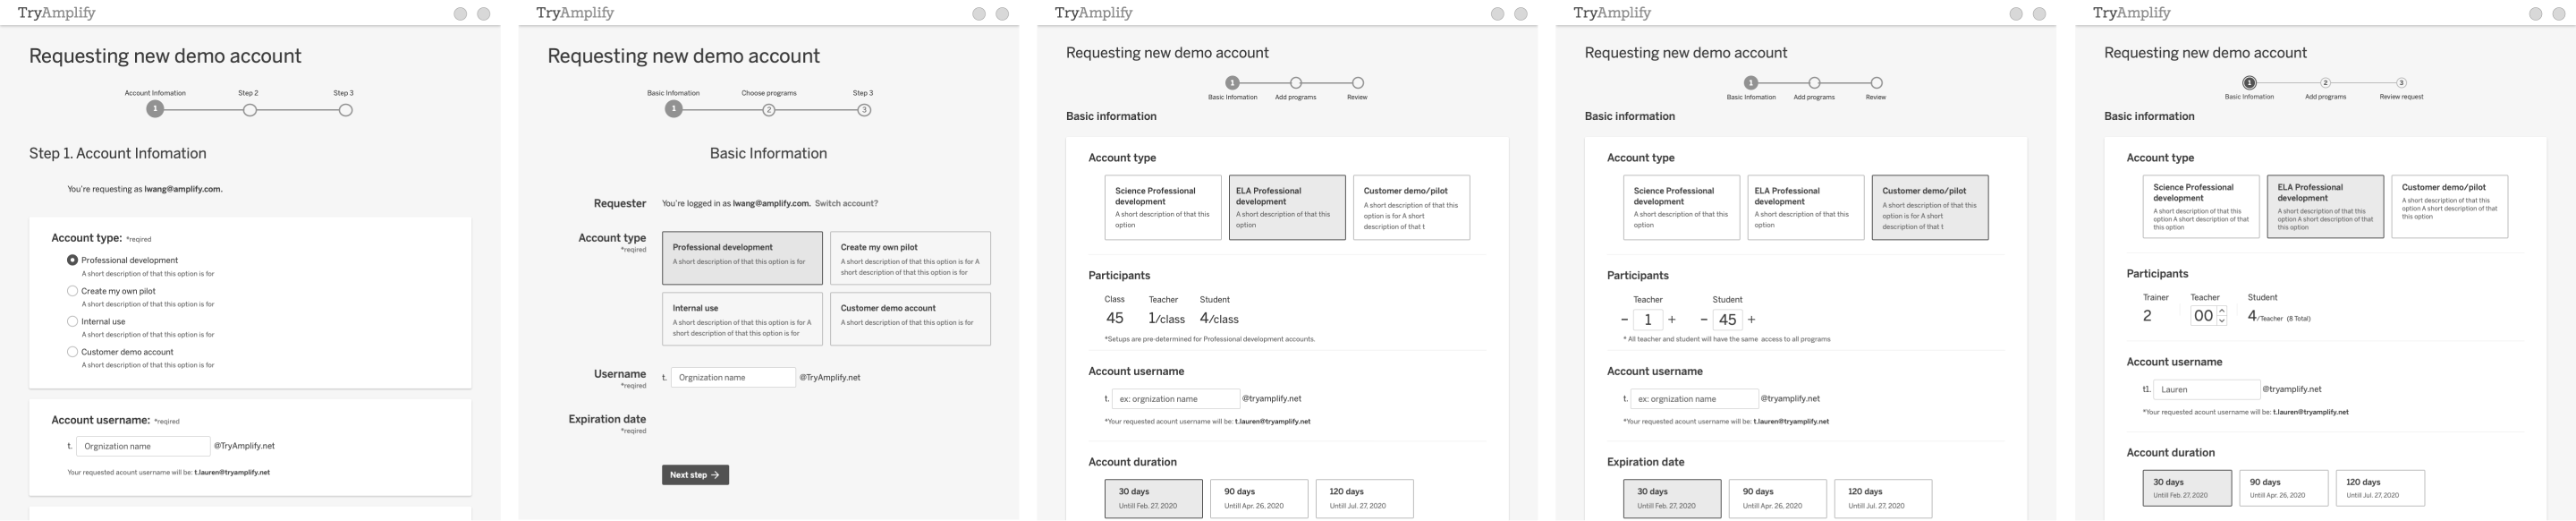 TryAmplify
Requesting new demo account
Account Infomation Step 2 Step 3
1
Step 1. Account Infomation
You're requesting as lwang@amplify.com.
Account type: *reqired
Professional development
A short description of that this option is for
Create my own pilot
A short description of that this option is for
Internal use
A short description of that this option is for
Customer demo account
A short description of that this option is for
Account username: *reqired
t. Orgnization name @TryAmplify.net
Your requested acount username will be: t.lauren@tryamplify.net
TryAmplify
Requesting new demo account
Basic Infomation Choose programs Step 3
1 2 3
Basic Information
Requester You're logged in as lwang@amplify.com. Switch account?
Account type
*reqired
Professional development
A short description of that this option is for
Create my own pilot
A short description of that this option is for A
short description of that this option is for
Internal use
A short description of that this option is for A
short description of that this option is for
Customer demo account
A short description of that this option is for
Username
*reqired
t. Orgnization name @TryAmplify.net
Expiration date
*reqired
Next step →
TryAmplify
Requesting new demo account
1
Basic Infomation Add programs Review
Basic information
Account type
Science Professional
development
A short description of that this
option
ELA Professional
development
A short description of that this
option
Customer demo/pilot
A short description of that this
option is for A short
description of that t
Participants
Class Teacher Student
45 1/class 4/class
*Setups are pre-determined for Professional development accounts.
Account username
t. ex: orgnization name @tryamplify.net
*Your requested acount username will be: t.lauren@tryamplify.net
Account duration
30 days
Untill Feb. 27, 2020
90 days
Untill Apr. 26, 2020
120 days
Untill Jul. 27, 2020
TryAmplify
Requesting new demo account
1
Basic Infomation Add programs Review
Basic information
Account type
Science Professional
development
A short description of that this
option
ELA Professional
development
A short description of that this
option
Customer demo/pilot
A short description of that this
option is for A short
description of that t
Participants
Teacher Student
− 1 + − 45 +
* All teacher and student will have the same access to all programs
Account username
t. ex: orgnization name @tryamplify.net
*Your requested acount username will be: t.lauren@tryamplify.net
Expiration date
30 days
Untill Feb. 27, 2020
90 days
Untill Apr. 26, 2020
120 days
Untill Jul. 27, 2020
TryAmplify
Requesting new demo account
1 2 3
Basic Infomation Add programs Review request
Basic information
Account type
Science Professional
development
A short description of that this
option A short description of that
this option
ELA Professional
development
A short description of that this
option A short description of that
this option
Customer demo/pilot
A short description of that this
option A short description of that
this option
Participants
Trainer Teacher Student
2 00 4/Teacher (8 Total)
Account username
t1. Lauren @tryamplify.net
*Your requested acount username will be: t.lauren@tryamplify.net
Account duration
30 days
Untill Feb. 27, 2020
90 days
Untill Apr. 26, 2020
120 days
Untill Jul. 27, 2020